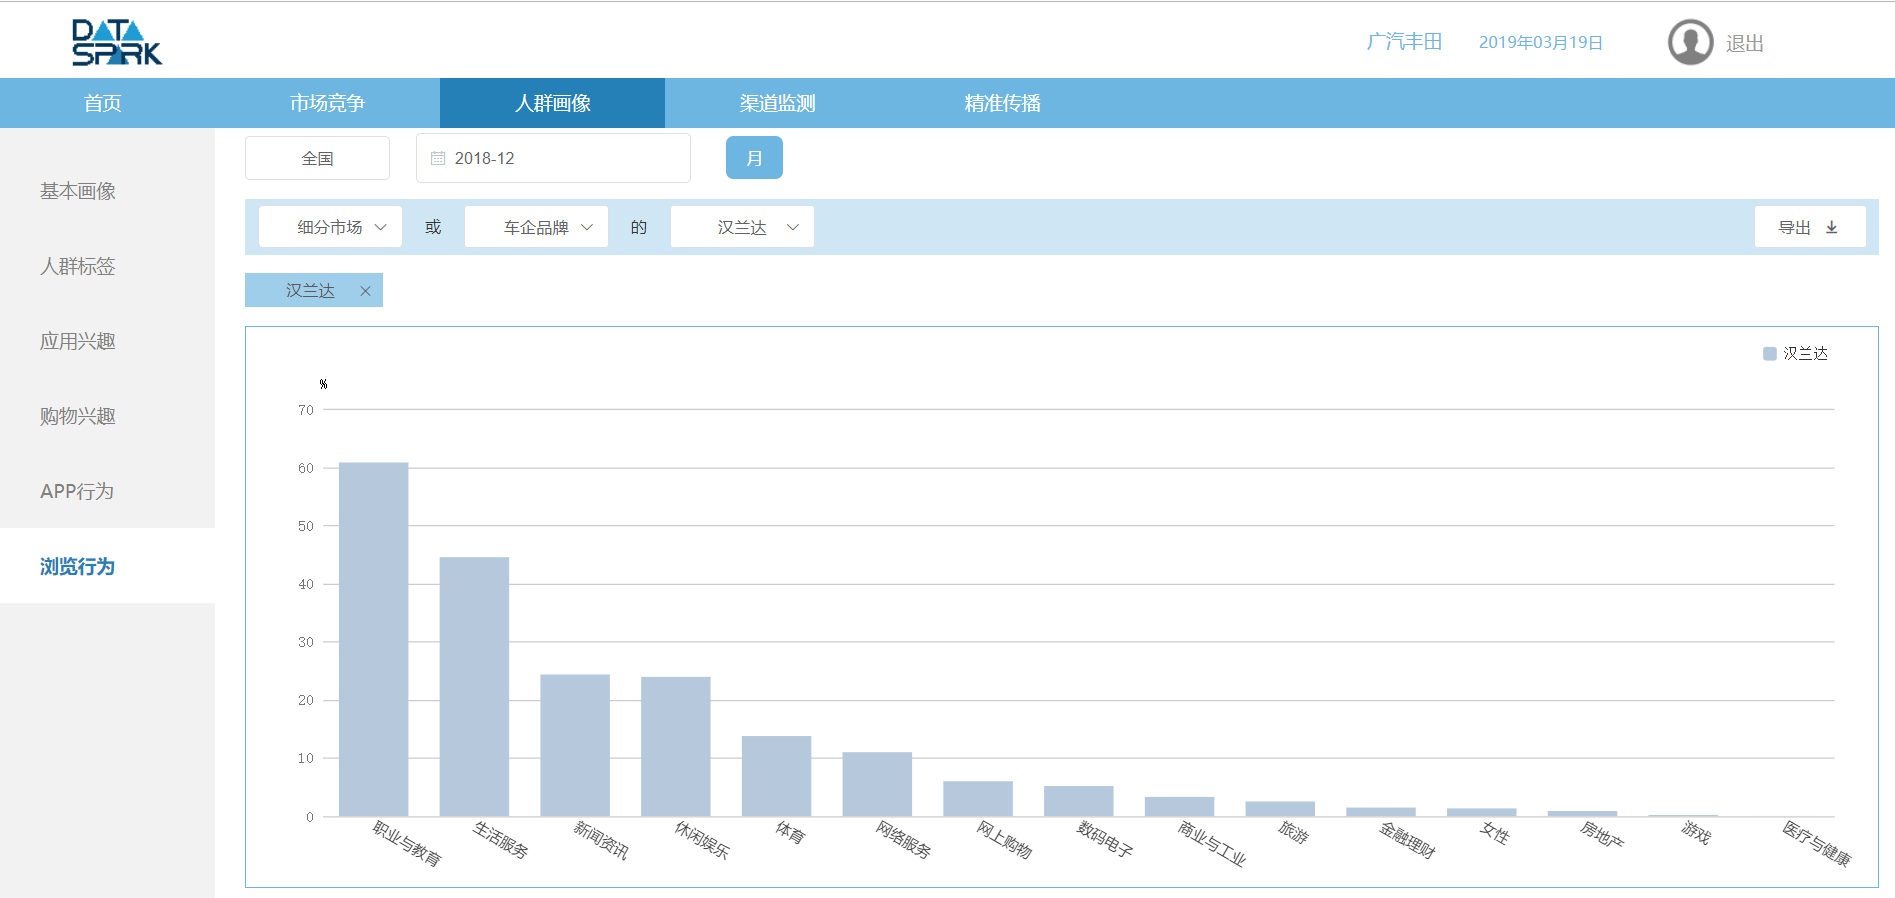 DATA
SPARK
广汽丰田 2019年03月19日 退出
首页 市场竞争 人群画像 渠道监测 精准传播
全国 2018-12 月
基本画像
细分市场 或 车企品牌 的 汉兰达 导出
人群标签
汉兰达 ×
应用兴趣
购物兴趣
APP行为
浏览行为
汉兰达
%
70
60
50
40
30
20
10
0
职业与教育 生活服务 新闻资讯 休闲娱乐 体育 网络服务 网上购物 数码电子 商业与工业 旅游 金融理财 女性 房地产 游戏 医疗与健康